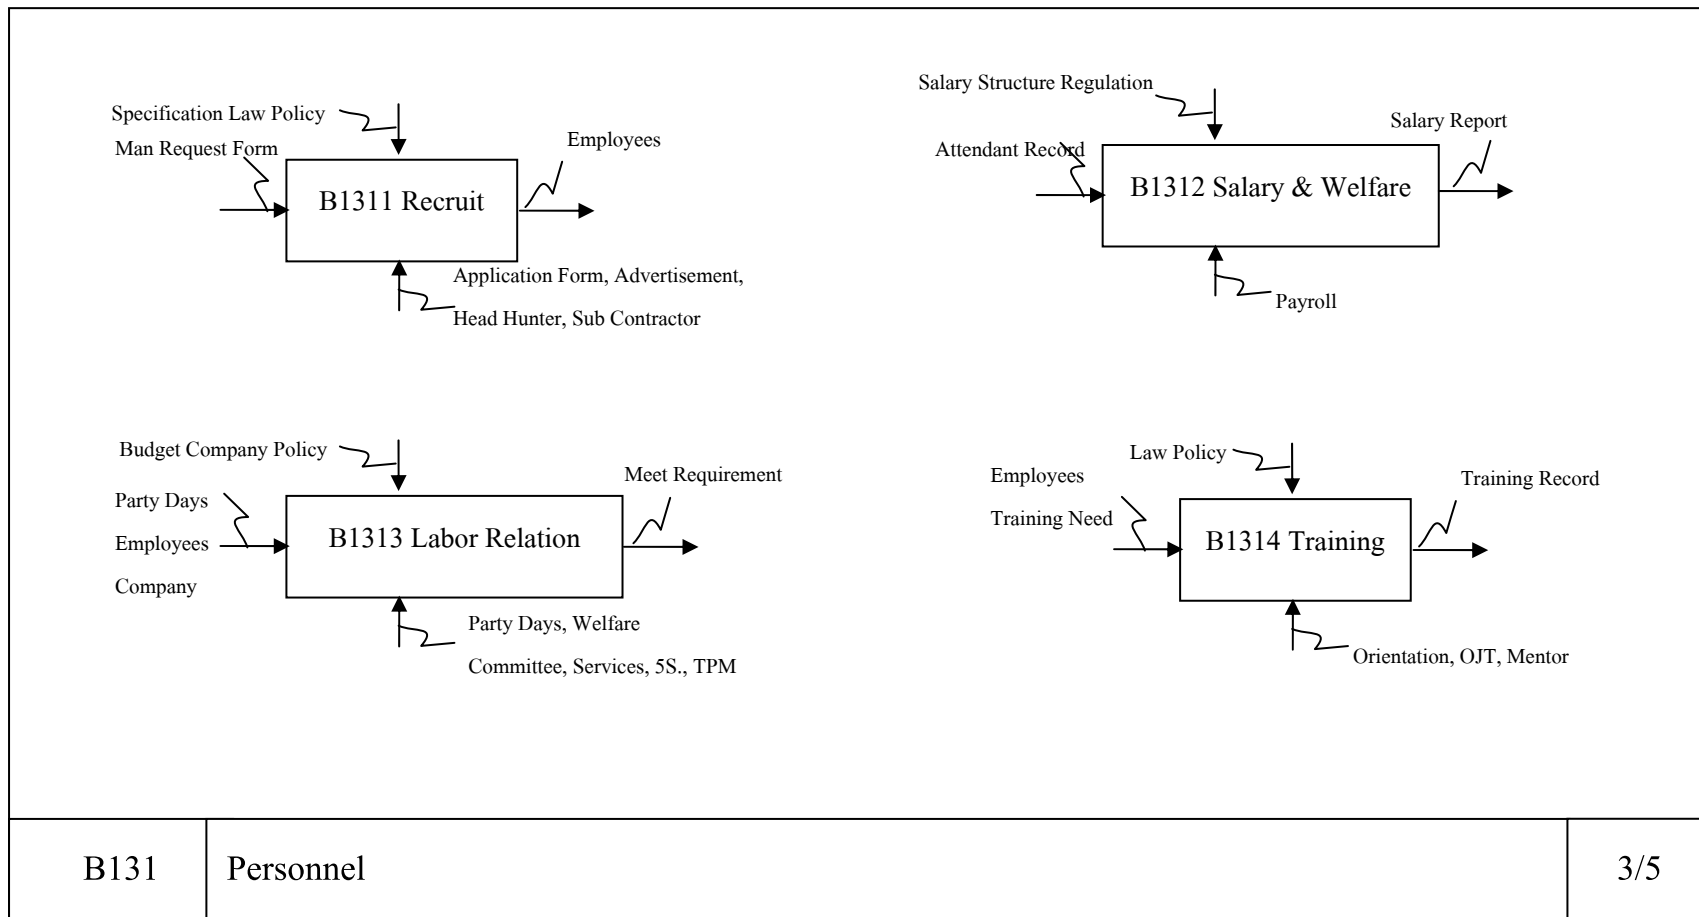 Specification Law Policy
Man Request Form
Employees
B1311 Recruit
Application Form, Advertisement,
Head Hunter, Sub Contractor
Salary Structure Regulation
Attendant Record
Salary Report
B1312 Salary & Welfare
Payroll
Budget Company Policy
Party Days
Employees
Company
Meet Requirement
B1313 Labor Relation
Party Days, Welfare
Committee, Services, 5S., TPM
Law Policy
Employees
Training Need
Training Record
B1314 Training
Orientation, OJT, Mentor
B131
Personnel
3/5